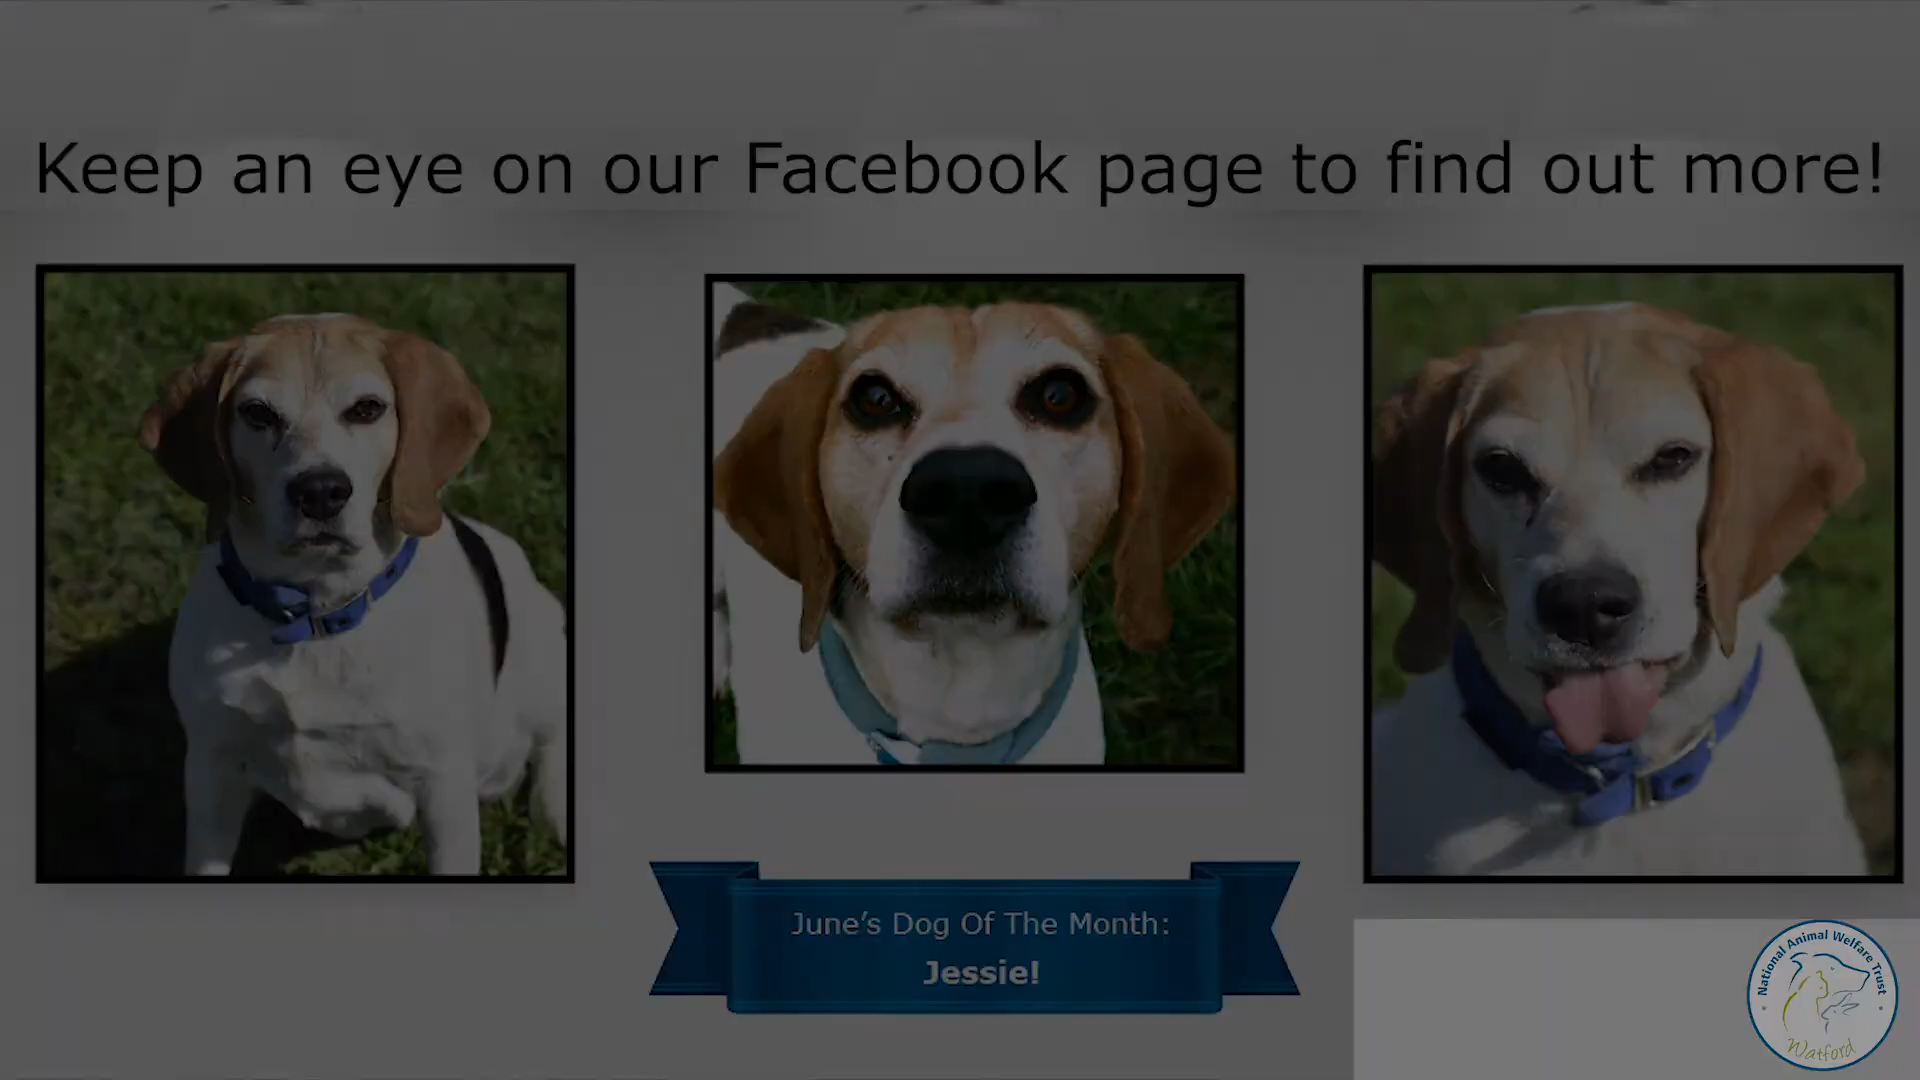 Keep an eye on our Facebook page to find out more!
June’s Dog Of The Month:
Jessie!
National Animal Welfare Trust
Watford